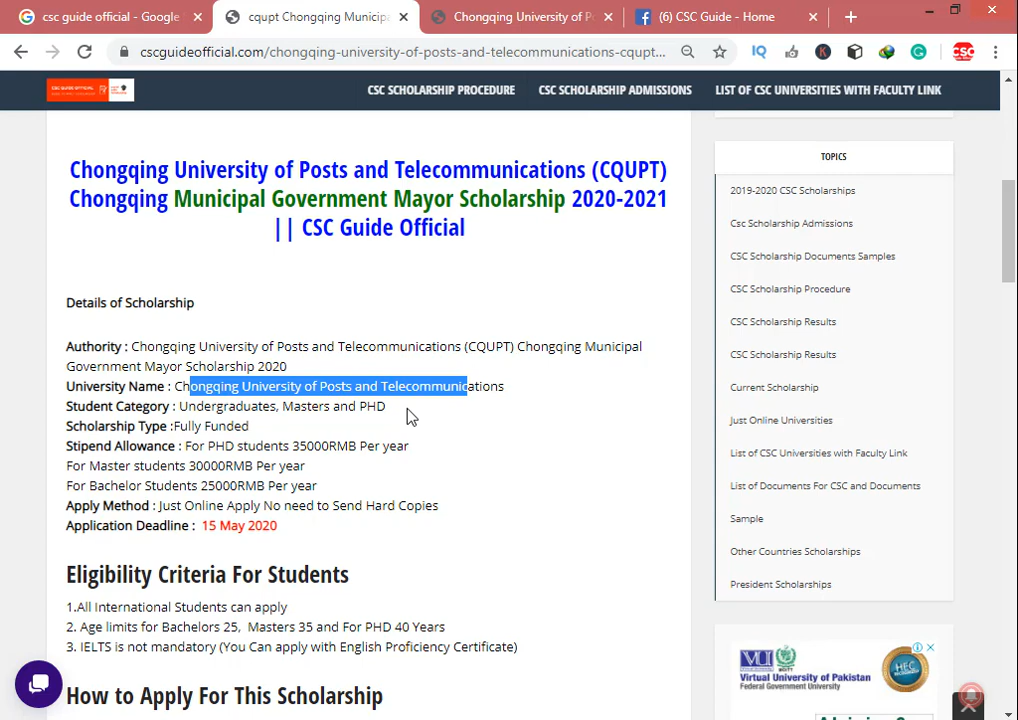 csc guide official - Google
cqupt Chongqing Municip
Chongqing University of P
(6) CSC Guide - Home
cscguideofficial.com/chongqing-university-of-posts-and-telecommunications-cqupt...
IQ
K
G
CSC
CSC GUIDE OFFICIAL
CSC SCHOLARSHIP PROCEDURE
CSC SCHOLARSHIP ADMISSIONS
LIST OF CSC UNIVERSITIES WITH FACULTY LINK
Chongqing University of Posts and Telecommunications (CQUPT)
Chongqing Municipal Government Mayor Scholarship 2020-2021
|| CSC Guide Official
Details of Scholarship
Authority : Chongqing University of Posts and Telecommunications (CQUPT) Chongqing Municipal
Government Mayor Scholarship 2020
University Name : Chongqing University of Posts and Telecommunications
Student Category : Undergraduates, Masters and PHD
Scholarship Type :Fully Funded
Stipend Allowance : For PHD students 35000RMB Per year
For Master students 30000RMB Per year
For Bachelor Students 25000RMB Per year
Apply Method : Just Online Apply No need to Send Hard Copies
Application Deadline : 15 May 2020
Eligibility Criteria For Students
1.All International Students can apply
2. Age limits for Bachelors 25, Masters 35 and For PHD 40 Years
3. IELTS is not mandatory (You Can apply with English Proficiency Certificate)
How to Apply For This Scholarship
TOPICS
2019-2020 CSC Scholarships
Csc Scholarship Admissions
CSC Scholarship Documents Samples
CSC Scholarship Procedure
CSC Scholarship Results
CSC Scholarship Results
Current Scholarship
Just Online Universities
List of CSC Universities with Faculty Link
List of Documents For CSC and Documents
Sample
Other Countries Scholarships
President Scholarships
VU
Virtual University of Pakistan
Federal Government University
HEC